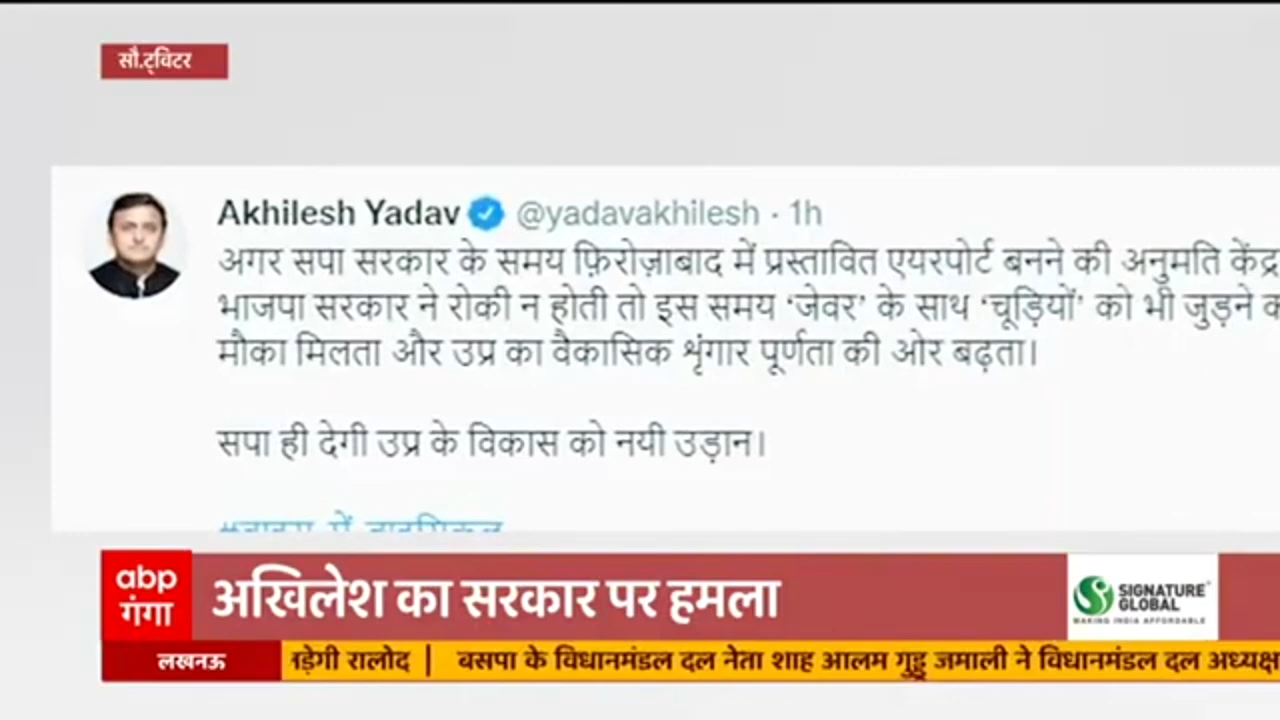 सौ.ट्विटर
Akhilesh Yadav @yadavakhilesh · 1h
अगर सपा सरकार के समय फ़िरोज़ाबाद में प्रस्तावित एयरपोर्ट बनने की अनुमति केंद्र
भाजपा सरकार ने रोकी न होती तो इस समय ‘जेवर’ के साथ ‘चूड़ियों’ को भी जुड़ने
मौका मिलता और उप्र का वैकासिक शृंगार पूर्णता की ओर बढ़ता।
सपा ही देगी उप्र के विकास को नयी उड़ान।
abp
गंगा
अखिलेश का सरकार पर हमला
SIGNATURE
GLOBAL
MAKING INDIA AFFORDABLE
लखनऊ
ड़ेगी रालोद | बसपा के विधानमंडल दल नेता शाह आलम गुड्डू जमाली ने विधानमंडल दल अध्यक्ष